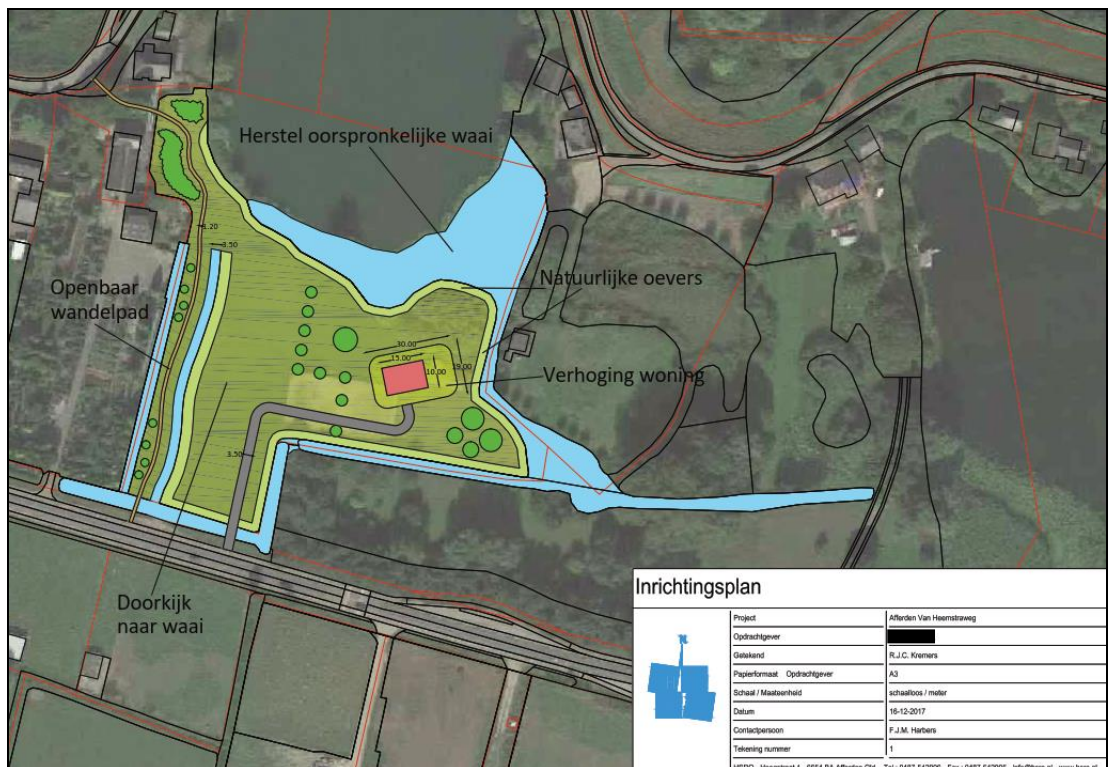 Herstel oorspronkelijke waai
1.20
3.50
Natuurlijke oevers
Openbaar
wandelpad
30.00
15.00
10.00
19.00
Verhoging woning
3.50
Doorkijk
naar waai
Inrichtingsplan
Project Afferden Van Heemstraweg
Opdrachtgever
Getekend R.J.C. Kremers
Papierformaat Opdrachtgever A3
Schaal / Maateenheid schaalloos / meter
Datum 16-12-2017
Contactpersoon F.J.M. Harbers
Tekening nummer 1